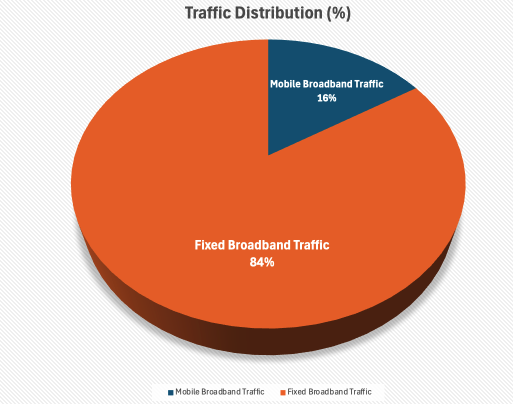 Traffic Distribution (%)
Mobile Broadband Traffic
16%
Fixed Broadband Traffic
84%
Mobile Broadband Traffic
Fixed Broadband Traffic